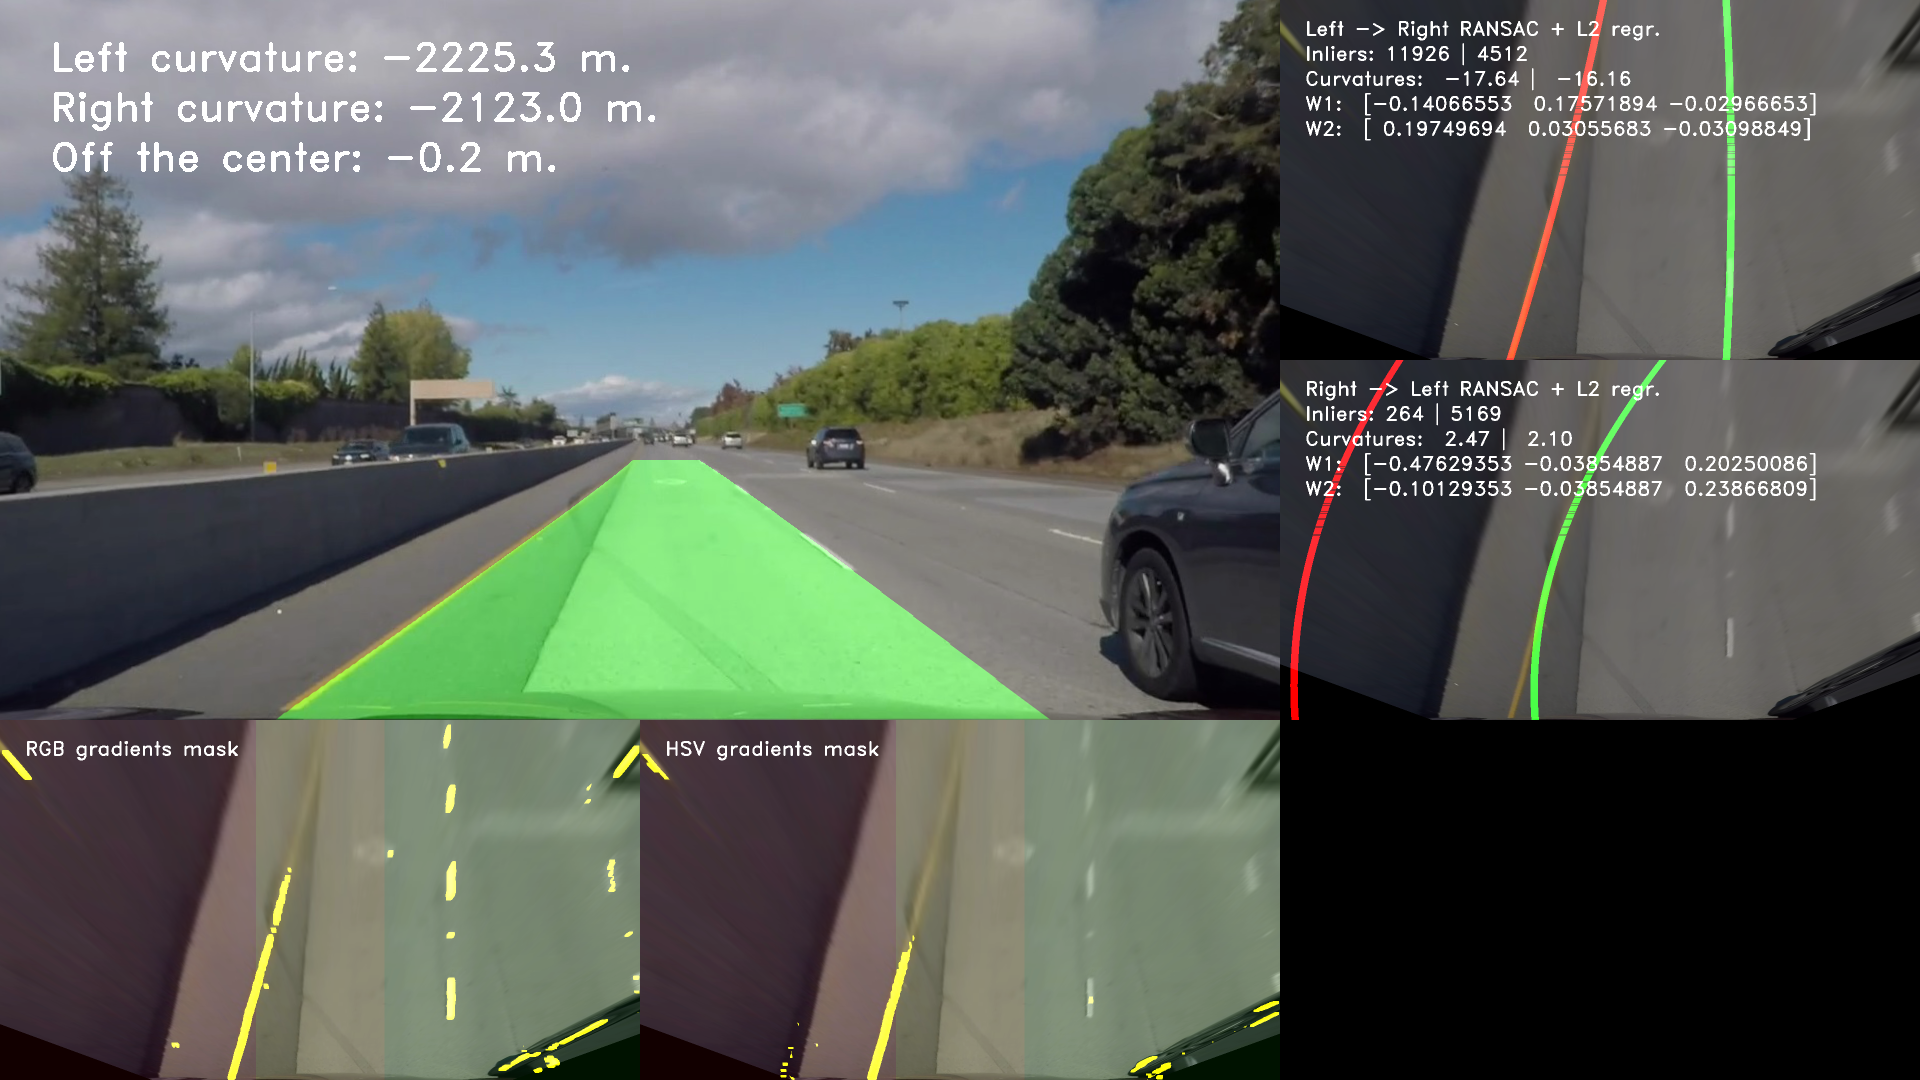 Left curvature: -2225.3 m.
Right curvature: -2123.0 m.
Off the center: -0.2 m.
Left -> Right RANSAC + L2 regr.
Inliers: 11926 | 4512
Curvatures: -17.64 | -16.16
W1: [-0.14066553 0.17571894 -0.02966653]
W2: [ 0.19749694 0.03055683 -0.03098849]
Right -> Left RANSAC + L2 regr.
Inliers: 264 | 5169
Curvatures: 2.47 | 2.10
W1: [-0.47629353 -0.03854887 0.20250086]
W2: [-0.10129353 -0.03854887 0.23866809]
RGB gradients mask
HSV gradients mask